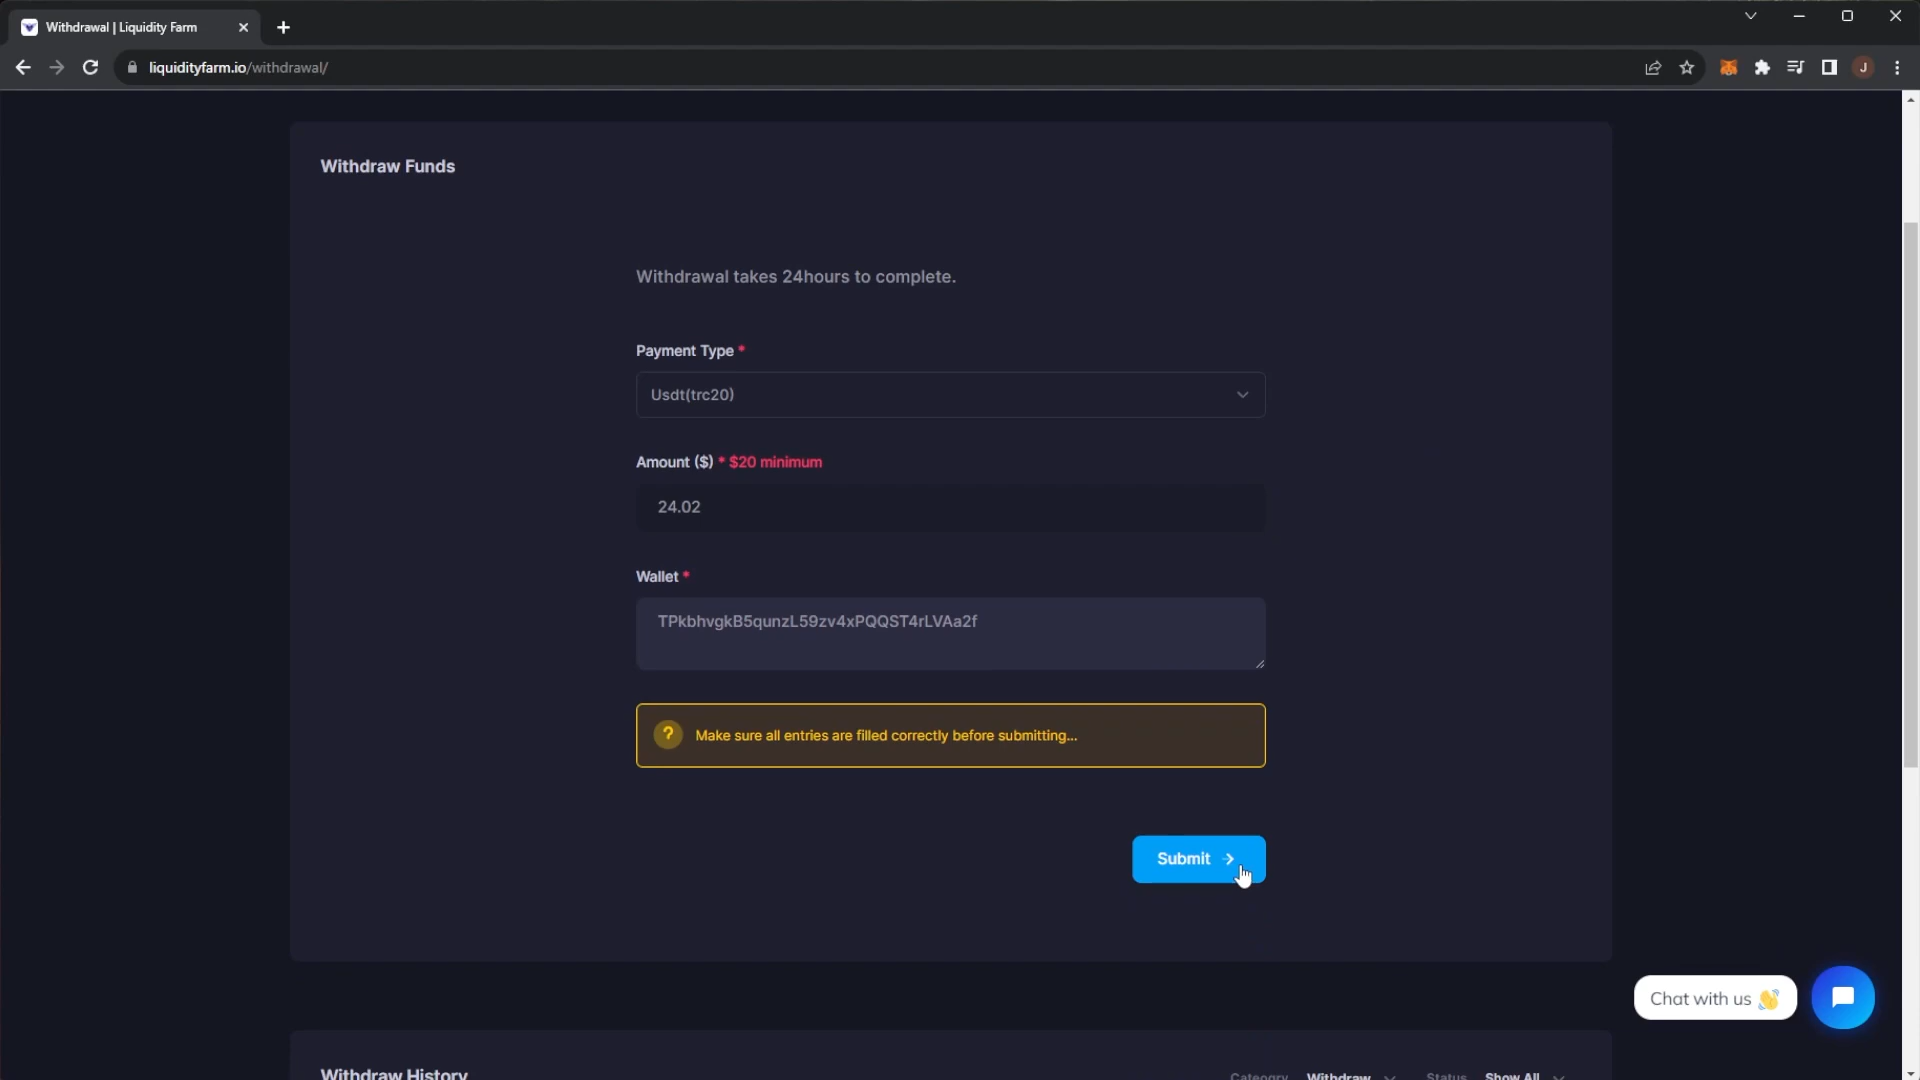 Withdrawal | Liquidity Farm
liquidityfarm.io/withdrawal/
J
Withdraw Funds
Withdrawal takes 24hours to complete.
Payment Type *
Usdt(trc20)
Amount ($) * $20 minimum
24.02
Wallet *
TPkbhvgkB5qunzL59zv4xPQQST4rLVAa2f
? Make sure all entries are filled correctly before submitting...
Submit →
Chat with us 👋
Withdraw History
Category Withdraw Status Show All